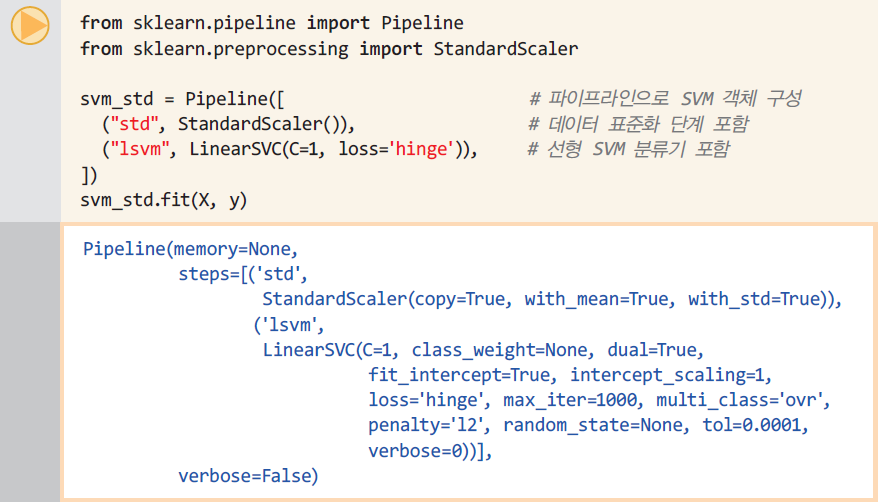 from sklearn.pipeline import Pipeline
from sklearn.preprocessing import StandardScaler
svm_std = Pipeline([ # 파이프라인으로 SVM 객체 구성
("std", StandardScaler()), # 데이터 표준화 단계 포함
("lsvm", LinearSVC(C=1, loss='hinge')), # 선형 SVM 분류기 포함
])
svm_std.fit(X, y)
Pipeline(memory=None,
steps=[('std',
StandardScaler(copy=True, with_mean=True, with_std=True)),
('lsvm',
LinearSVC(C=1, class_weight=None, dual=True,
fit_intercept=True, intercept_scaling=1,
loss='hinge', max_iter=1000, multi_class='ovr',
penalty='l2', random_state=None, tol=0.0001,
verbose=0))],
verbose=False)